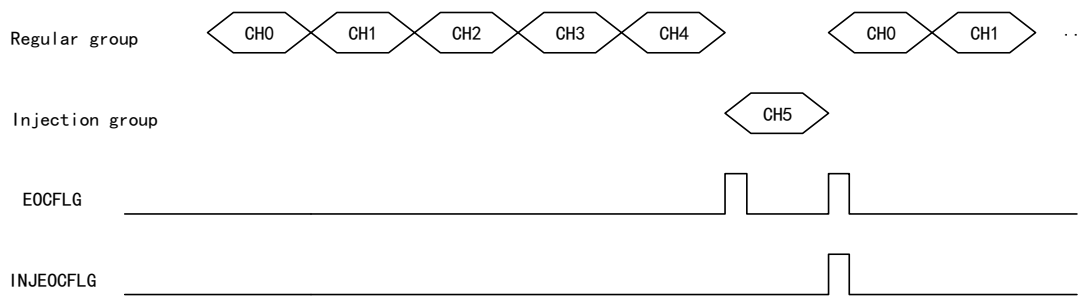 Regular group CH0 CH1 CH2 CH3 CH4 CH0 CH1 ..
Injection group CH5
EOCFLG
INJEOCFLG